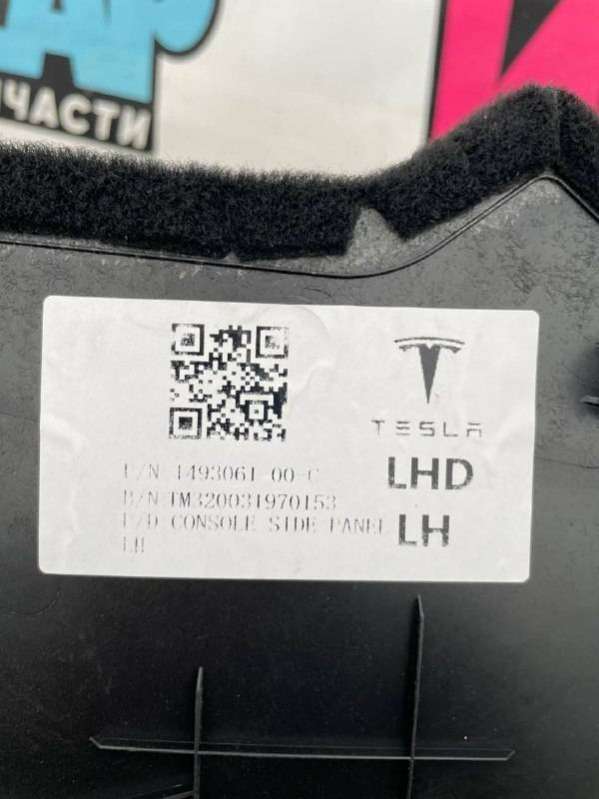 ЧАСТИ
TESLA
P/N 1493061-00-C
LHD
B/N TM320031970153
P/D CONSOLE SIDE PANEL
LH
LH